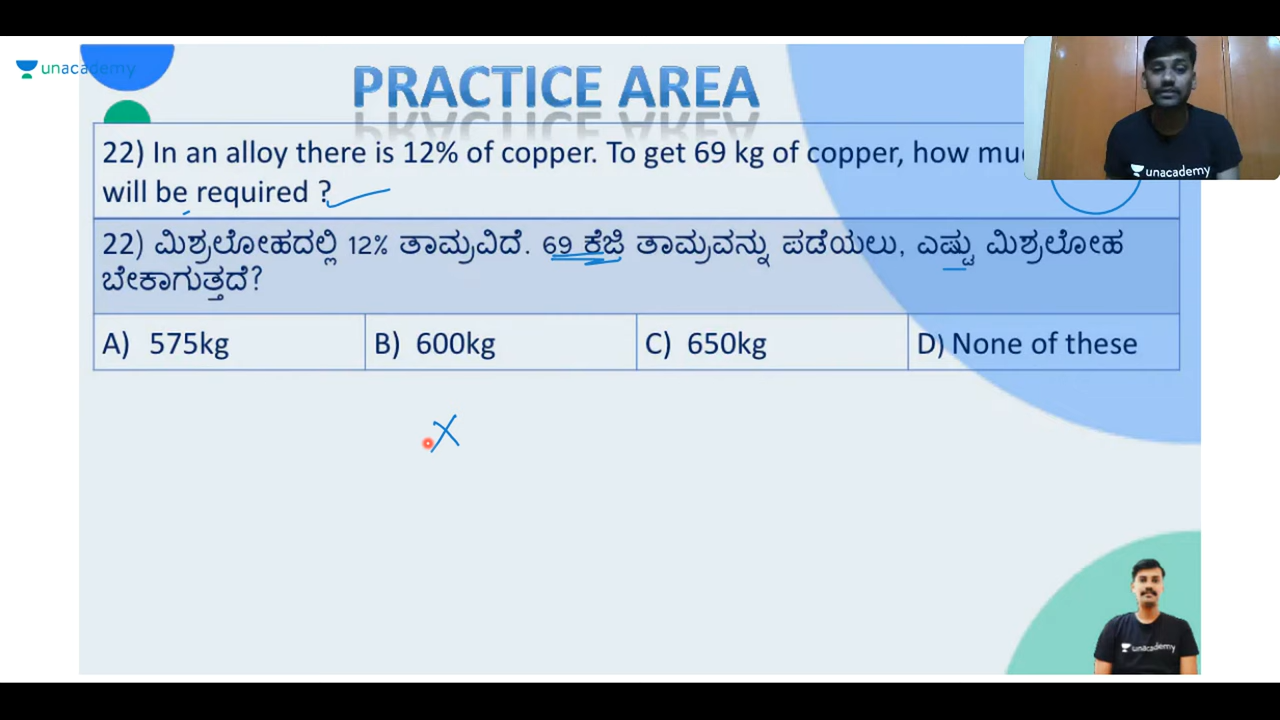 unacademy
PRACTICE AREA
22) In an alloy there is 12% of copper. To get 69 kg of copper, how
will be required ?
22) ಮಿಶ್ರಲೋಹದಲ್ಲಿ 12% ತಾಮ್ರವಿದೆ. 69 ಕೆಜಿ ತಾಮ್ರವನ್ನು ಪಡೆಯಲು, ಎಷ್ಟು ಮಿಶ್ರಲೋಹ
ಬೇಕಾಗುತ್ತದೆ?
A) 575kg
B) 600kg
C) 650kg
D) None of these
x
unacademy
unacademy